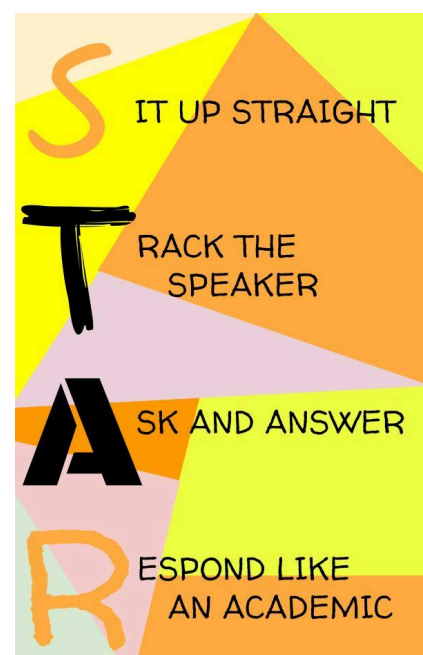 SIT UP STRAIGHT
TRACK THE
SPEAKER
ASK AND ANSWER
RESPOND LIKE
AN ACADEMIC